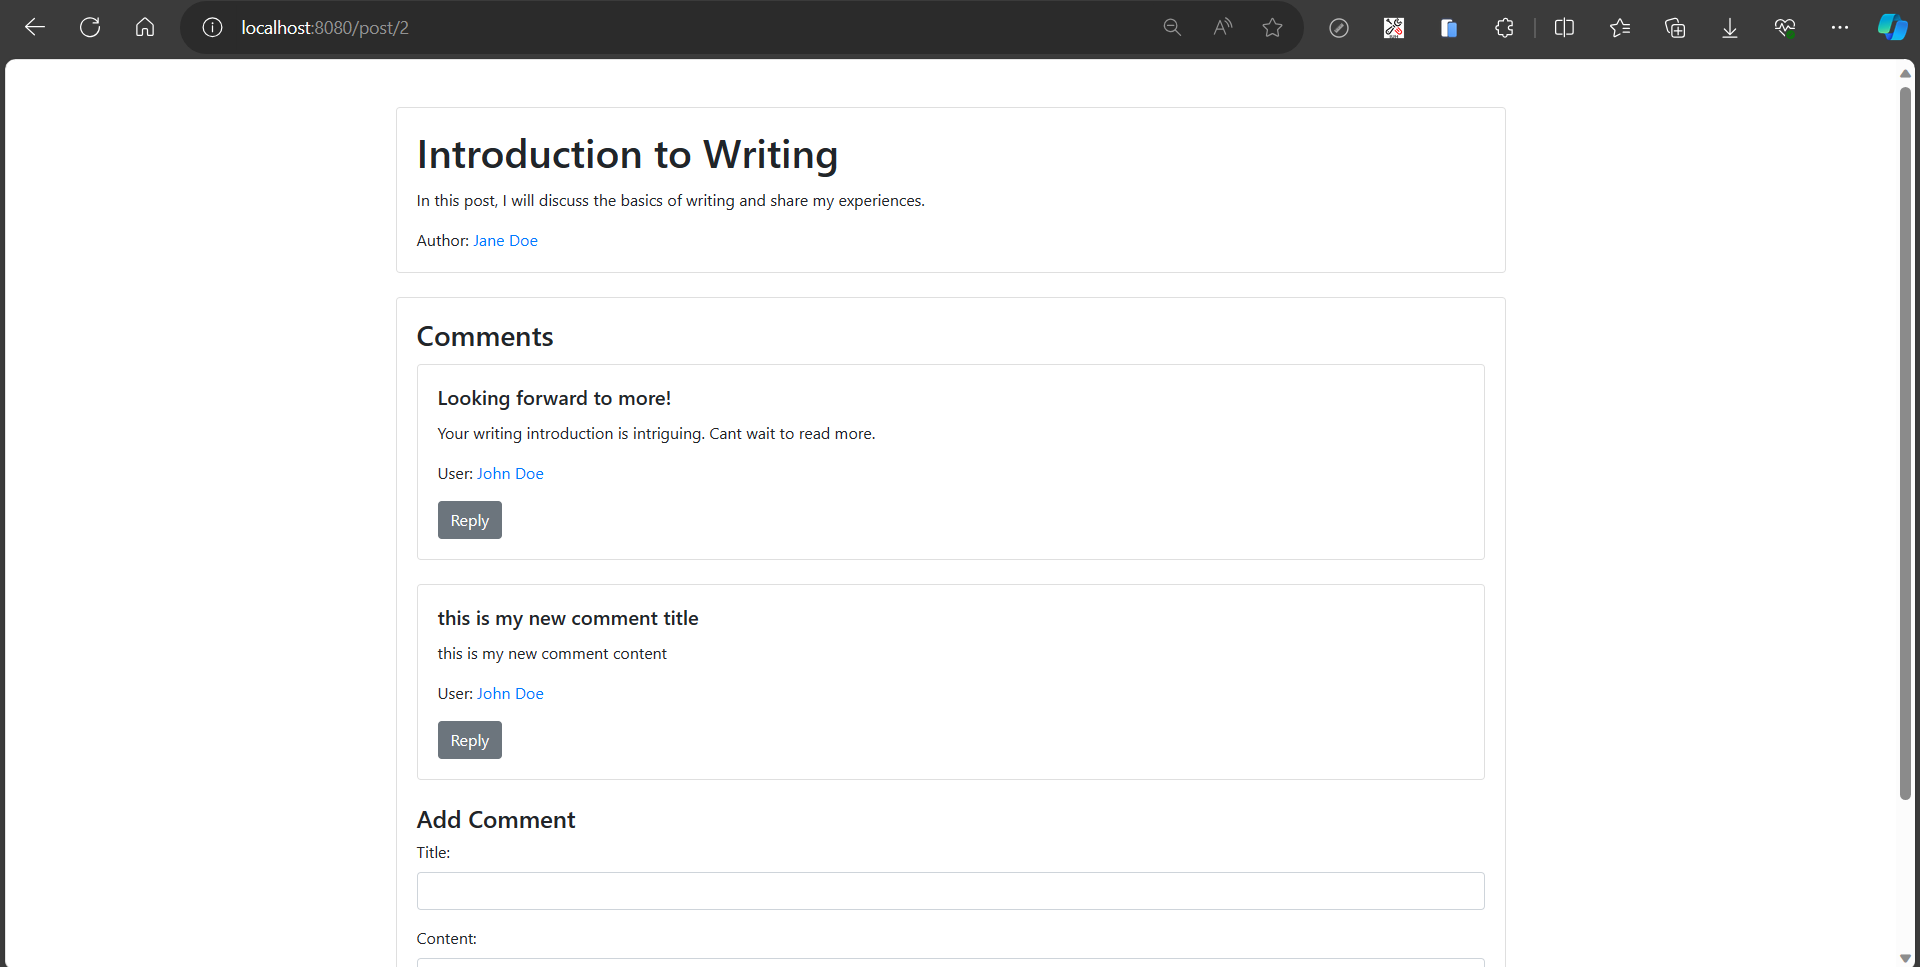 localhost:8080/post/2
Introduction to Writing
In this post, I will discuss the basics of writing and share my experiences.
Author: Jane Doe
Comments
Looking forward to more!
Your writing introduction is intriguing. Cant wait to read more.
User: John Doe
Reply
this is my new comment title
this is my new comment content
User: John Doe
Reply
Add Comment
Title:
Content: